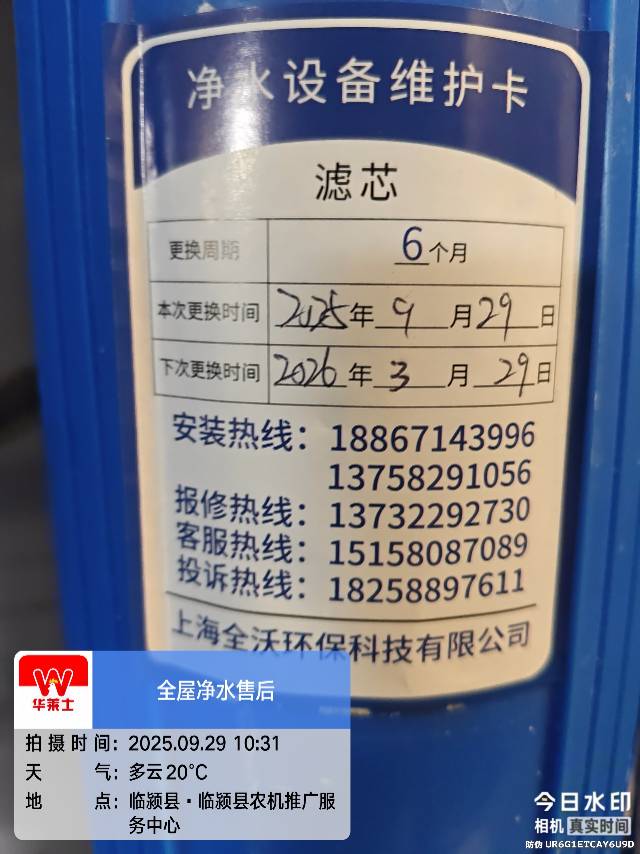 净水设备维护卡
滤芯
更换周期 6个月
本次更换时间 2025年9月29日
下次更换时间 2026年3月29日
安装热线：18867143996
13758291056
报修热线：13732292730
客服热线：15158087089
投诉热线：18258897611
上海全沃环保科技有限公司
华莱士
全屋净水售后
拍摄时间：2025.09.29 10:31
天气：多云20℃
地点：临颍县·临颍县农机推广服
务中心
今日水印
相机 真实时间
防伪 UR6G1ETCAY6U9D